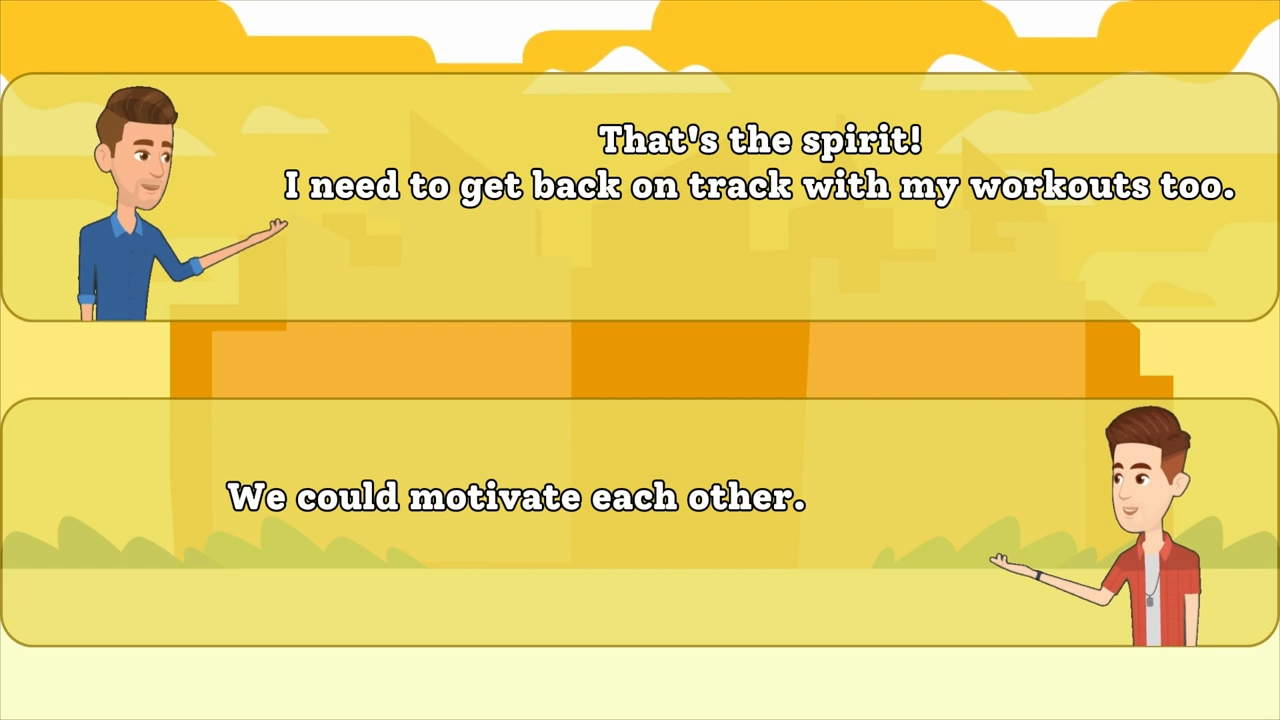 That's the spirit!
I need to get back on track with my workouts too.
We could motivate each other.